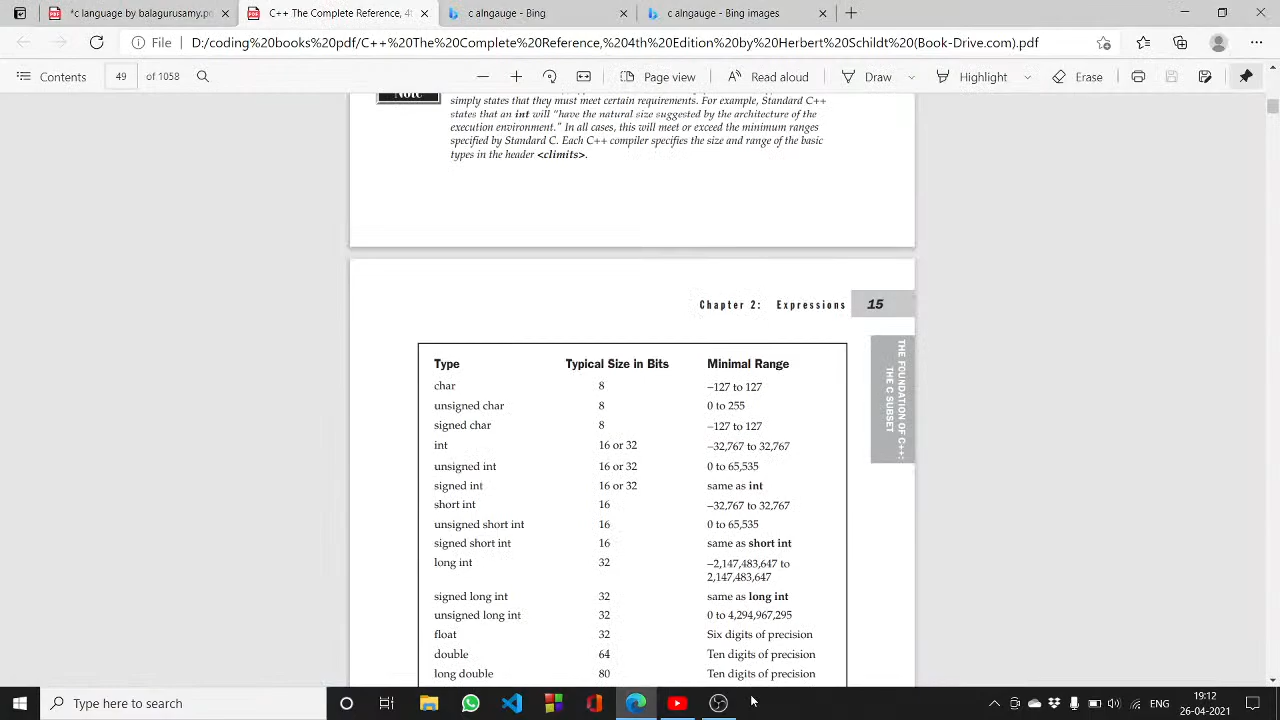 *c language by balagurusamy.p
C++ The Complete Reference, 4t
c language - Bing
c alngauge - Bing images
File
D:/coding%20books%20pdf/C++%20The%20Complete%20Reference,%204th%20Edition%20by%20Herbert%20Schildt%20(Book-Drive.com).pdf
Contents
49
of 1058
Page view
Read aloud
Draw
Highlight
Erase
Note
simply states that they must meet certain requirements. For example, Standard C++
states that an int will "have the natural size suggested by the architecture of the
execution environment." In all cases, this will meet or exceed the minimum ranges
specified by Standard C. Each C++ compiler specifies the size and range of the basic
types in the header <climits>.
Chapter 2: Expressions 15
THE FOUNDATION OF C++:
THE C SUBSET
Type Typical Size in Bits Minimal Range
char 8 –127 to 127
unsigned char 8 0 to 255
signed char 8 –127 to 127
int 16 or 32 –32,767 to 32,767
unsigned int 16 or 32 0 to 65,535
signed int 16 or 32 same as int
short int 16 –32,767 to 32,767
unsigned short int 16 0 to 65,535
signed short int 16 same as short int
long int 32 –2,147,483,647 to
2,147,483,647
signed long int 32 same as long int
unsigned long int 32 0 to 4,294,967,295
float 32 Six digits of precision
double 64 Ten digits of precision
long double 80 Ten digits of precision
Type here to search
ENG
19:12
26-04-2021